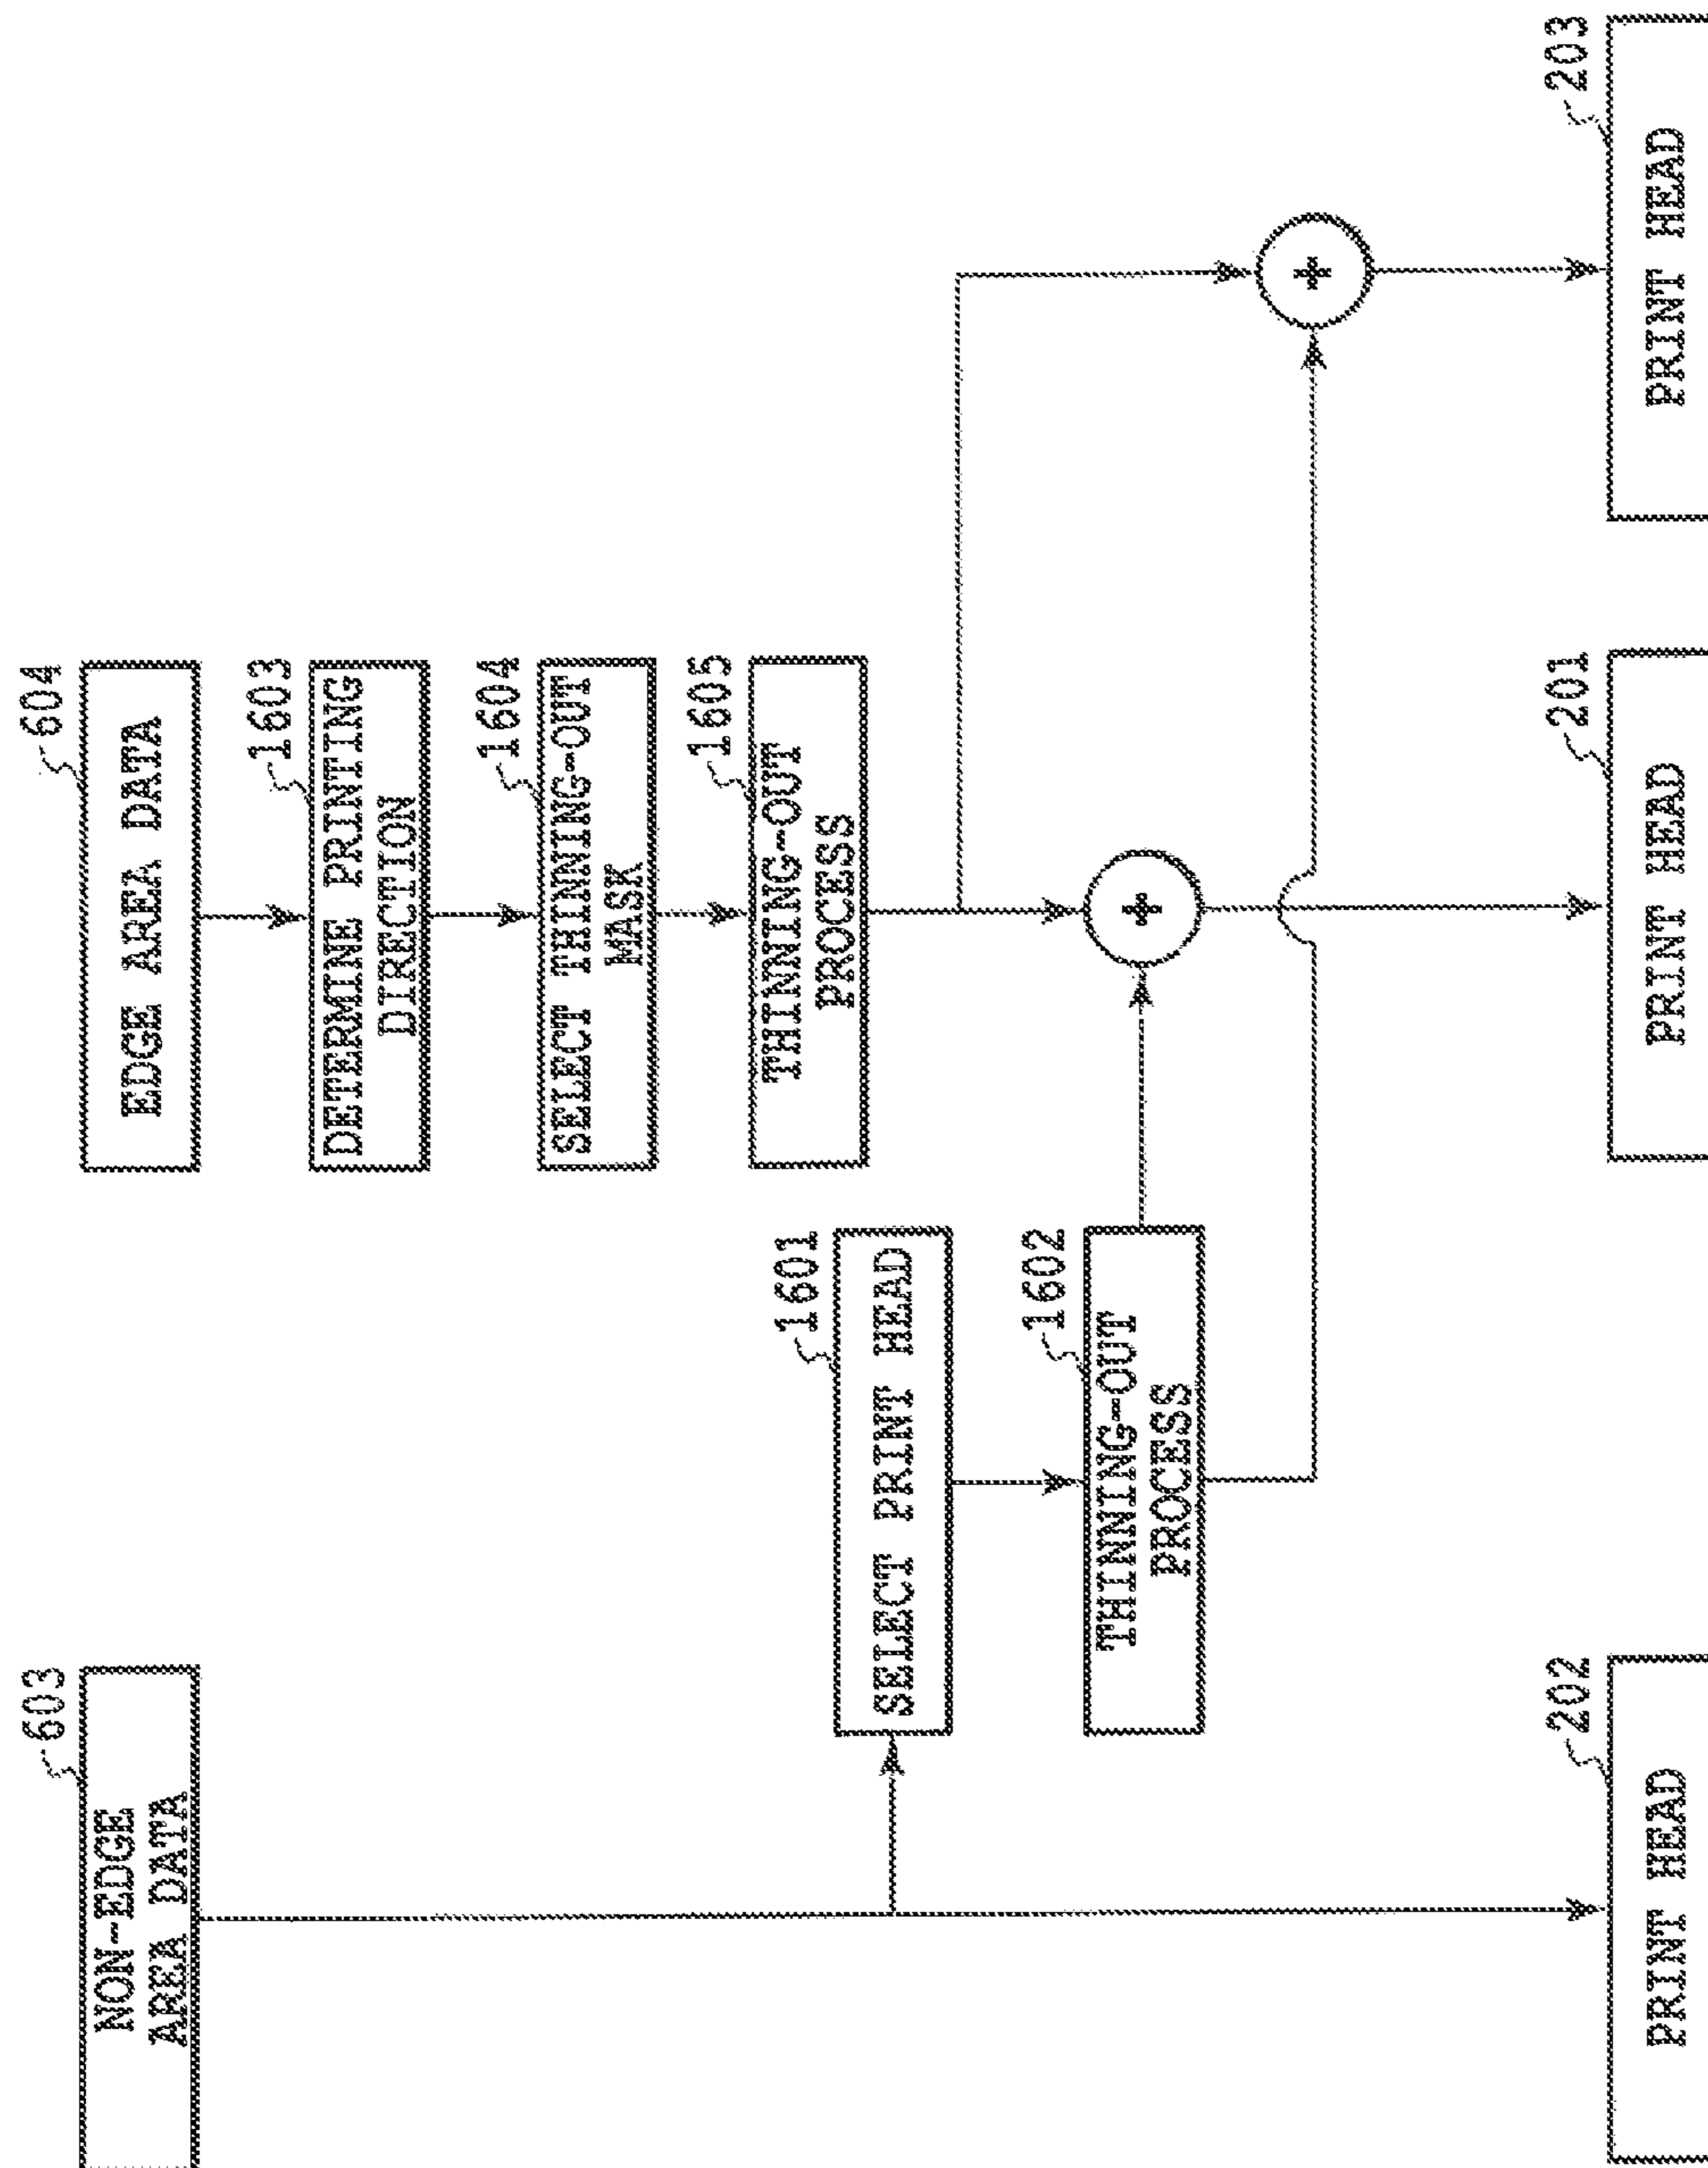 603
NON-EDGE
AREA DATA
604
EDGE AREA DATA
1603
DETERMINE PRINTING
DIRECTION
1604
SELECT THINNING-OUT
MASK
1605
THINNING-OUT
PROCESS
1601
SELECT PRINT HEAD
1602
THINNING-OUT
PROCESS
+
+
202
PRINT HEAD
201
PRINT HEAD
203
PRINT HEAD